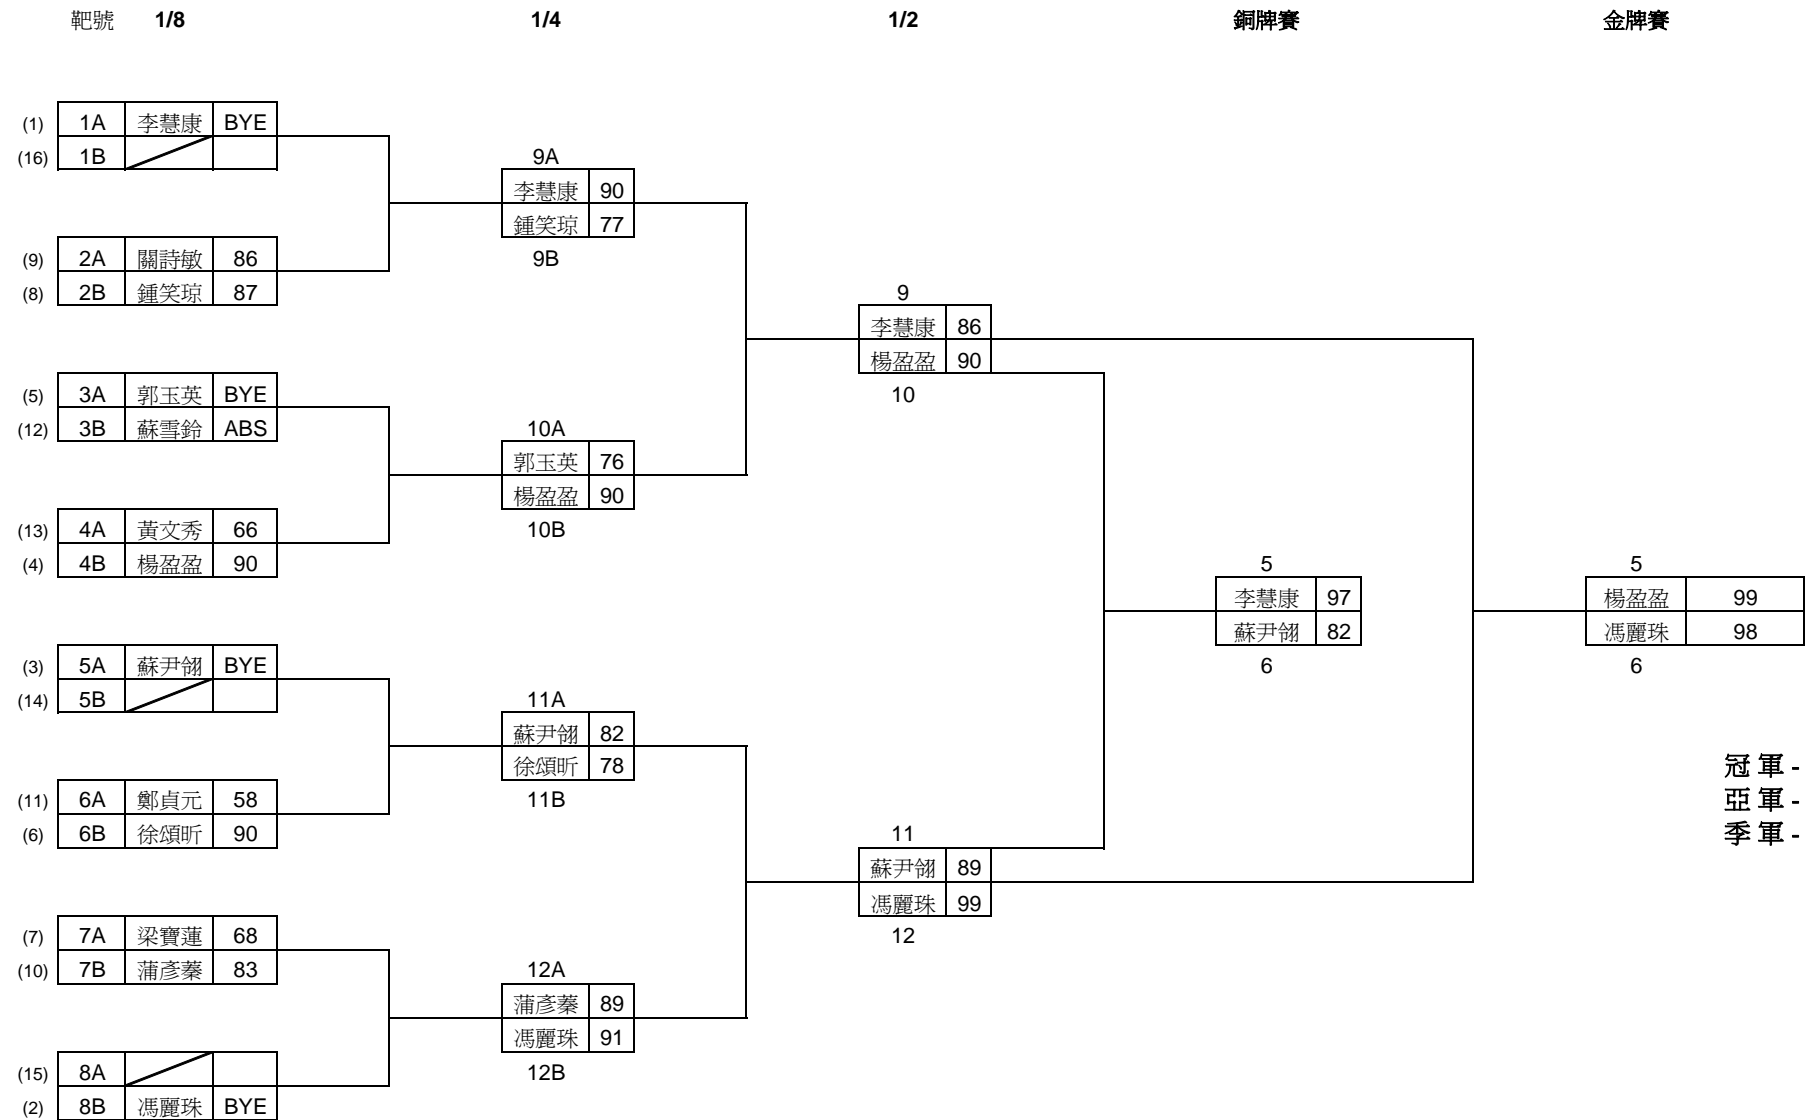 靶號 1/8 1/4 1/2 銅牌賽 金牌賽
(1) 1A 李慧康 BYE
(16) 1B 9A
李慧康 90
鍾笑琼 77
(9) 2A 關詩敏 86 9B
(8) 2B 鍾笑琼 87 9
李慧康 86
楊盈盈 90
(5) 3A 郭玉英 BYE 10
(12) 3B 蘇雪鈴 ABS 10A
郭玉英 76
楊盈盈 90
(13) 4A 黃文秀 66 10B
(4) 4B 楊盈盈 90 5 5
李慧康 97 楊盈盈 99
蘇尹翎 82 馮麗珠 98
(3) 5A 蘇尹翎 BYE 6 6
(14) 5B 11A
蘇尹翎 82
徐頌昕 78 冠 軍 -
(11) 6A 鄭貞元 58 11B 亞 軍 -
(6) 6B 徐頌昕 90 11 季 軍 -
蘇尹翎 89
馮麗珠 99
(7) 7A 梁寶蓮 68 12
(10) 7B 蒲彥蓁 83 12A
蒲彥蓁 89
馮麗珠 91
(15) 8A 12B
(2) 8B 馮麗珠 BYE